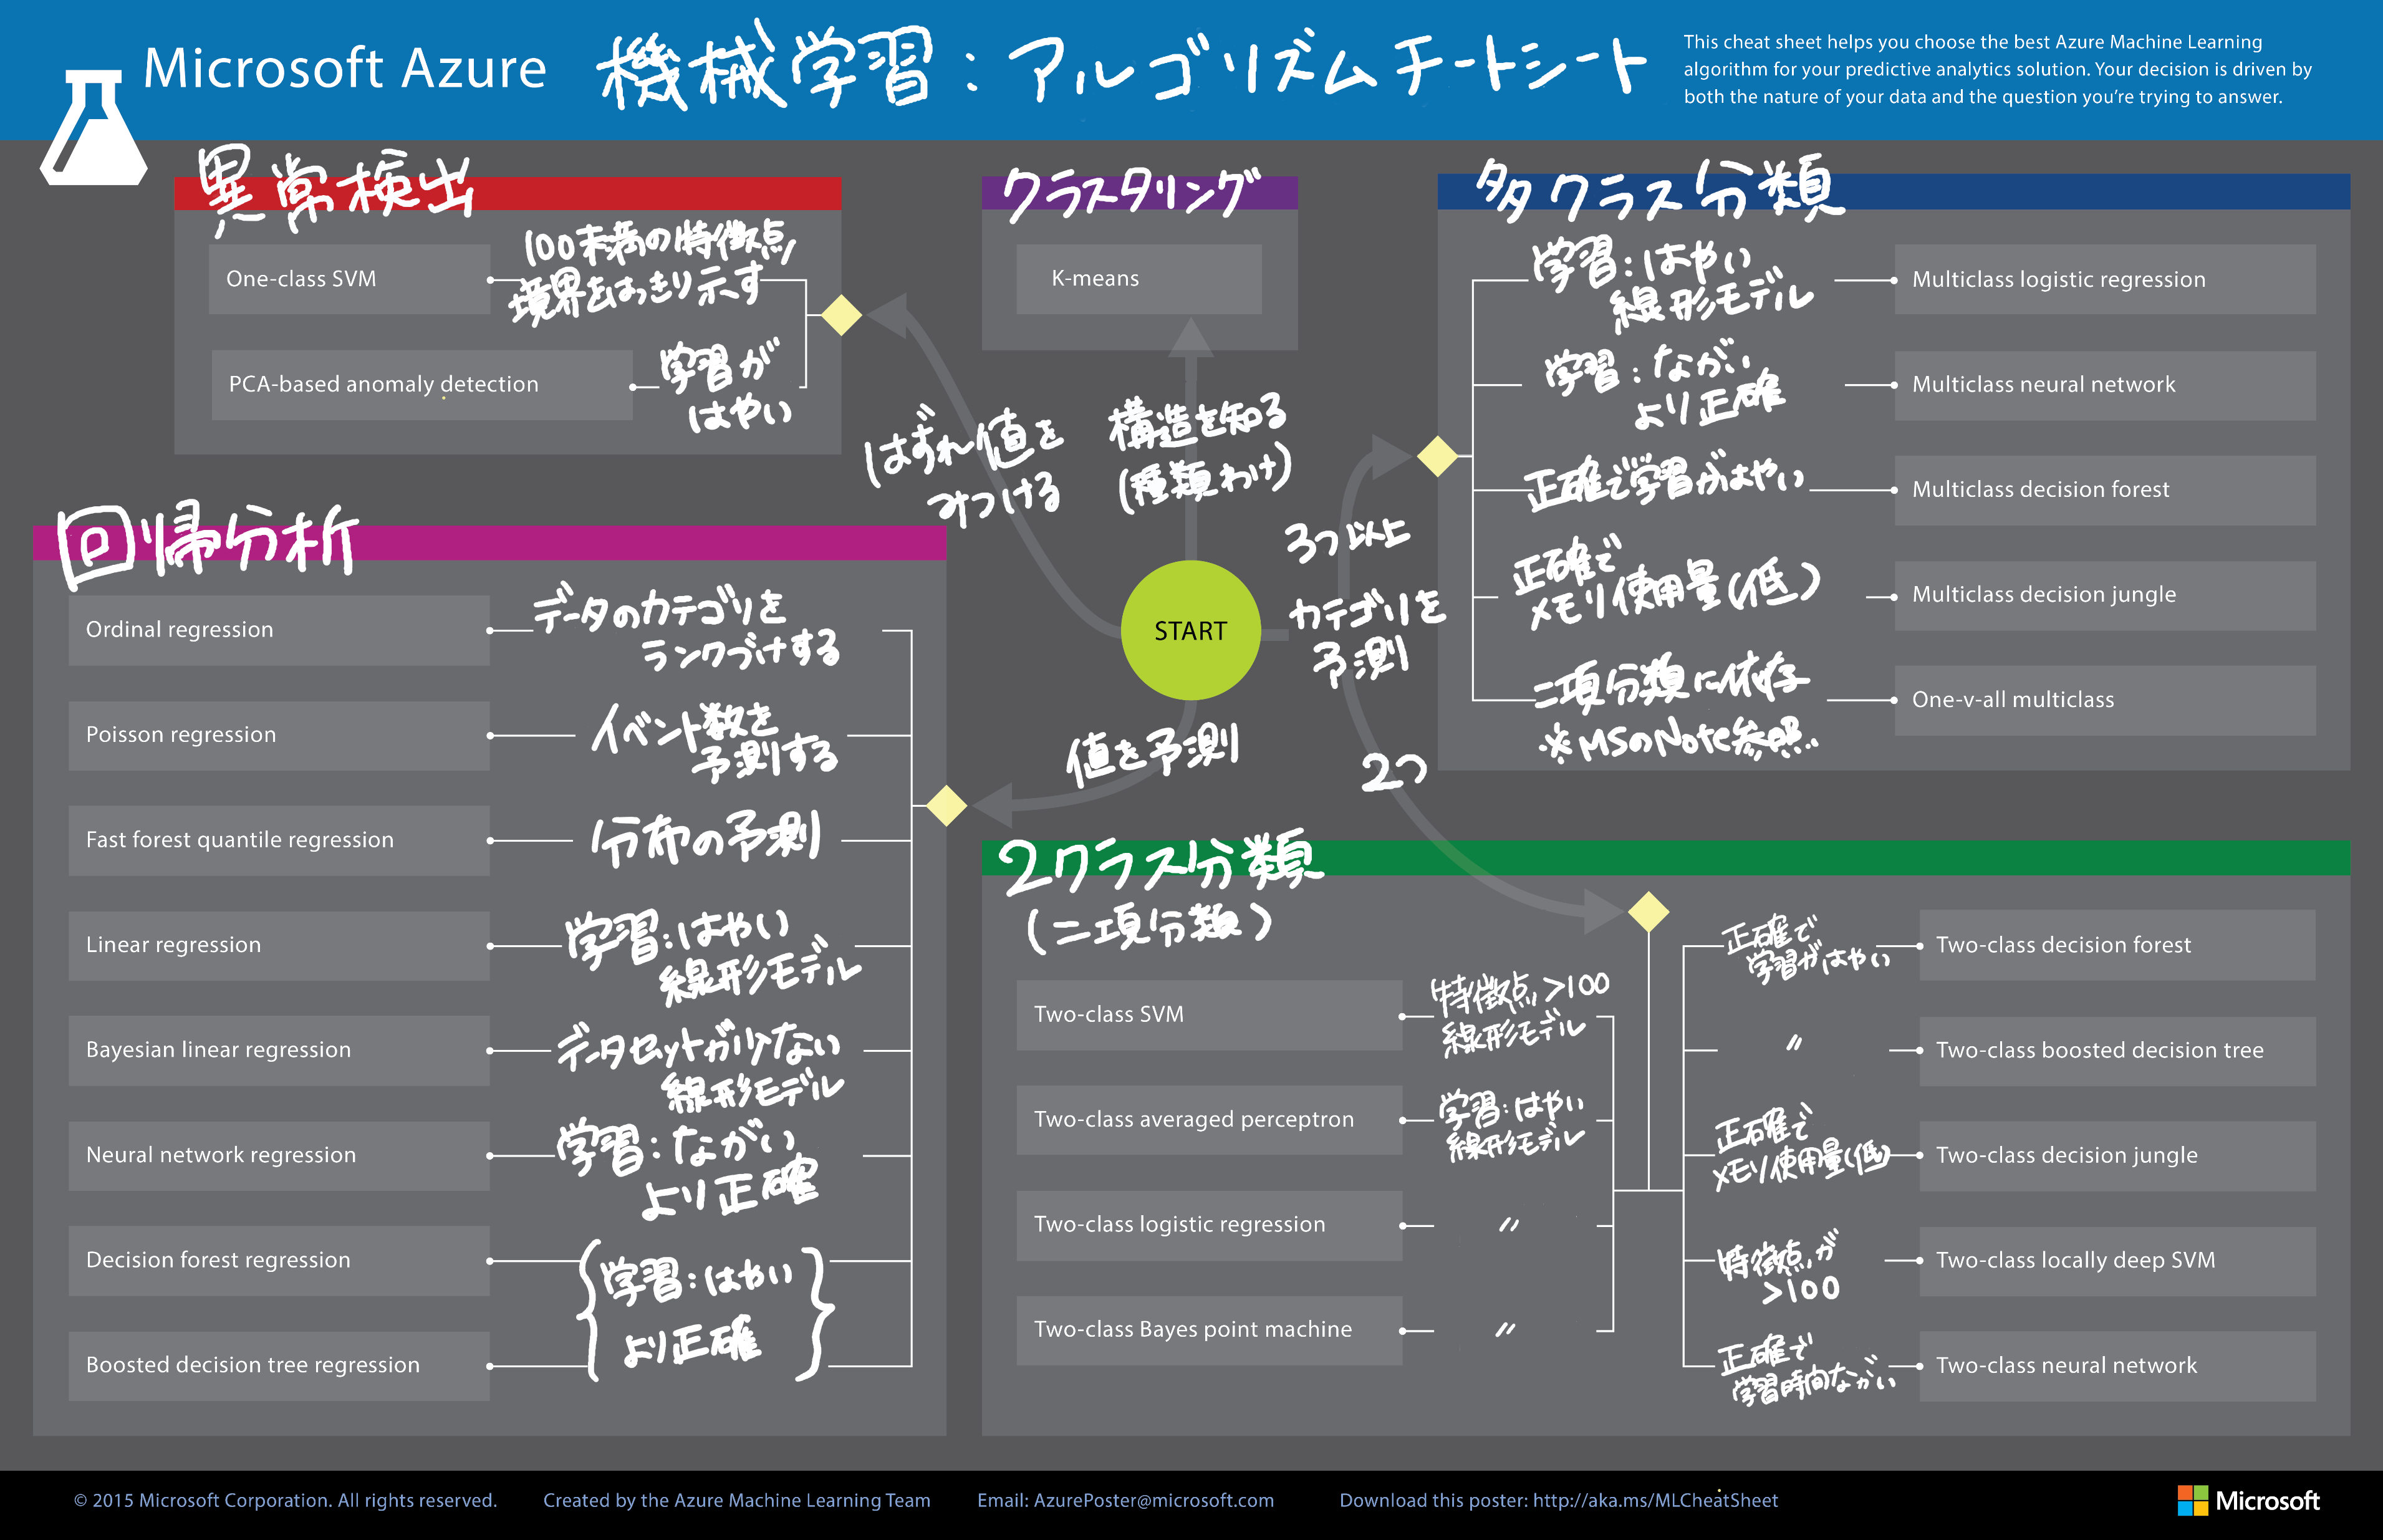 Microsoft Azure 機械学習:アルゴリズムチートシート
This cheat sheet helps you choose the best Azure Machine Learning
algorithm for your predictive analytics solution. Your decision is driven by
both the nature of your data and the question you're trying to answer.
異常検出
One-class SVM
100未満の特徴点
境界をはっきり示す
PCA-based anomaly detection
学習が
はやい
クラスタリング
K-means
多クラス分類
学習:はやい
線形モデル
Multiclass logistic regression
学習:ながい
より正確
Multiclass neural network
正確で学習がはやい
Multiclass decision forest
正確で
メモリ使用量(低)
Multiclass decision jungle
二項分類に依存
※MSのNote参照
One-v-all multiclass
はずれ値を
みつける
構造を知る
(種類わけ)
START
3つ以上
カテゴリを
予測
2つ
値を予測
回帰分析
Ordinal regression
データのカテゴリを
ランクづけする
Poisson regression
イベント数を
予測する
Fast forest quantile regression
分布の予測
Linear regression
学習:はやい
線形モデル
Bayesian linear regression
データセットが少ない
線形モデル
Neural network regression
学習:ながい
より正確
Decision forest regression
学習:はやい
より正確
Boosted decision tree regression
2クラス分類
(二項分類)
Two-class SVM
特徴点>100
線形モデル
Two-class averaged perceptron
学習:はやい
線形モデル
Two-class logistic regression
〃
Two-class Bayes point machine
〃
正確で
学習がはやい
Two-class decision forest
〃
Two-class boosted decision tree
正確で
メモリ使用量(低)
Two-class decision jungle
特徴点が
>100
Two-class locally deep SVM
正確で
学習時間ながい
Two-class neural network
© 2015 Microsoft Corporation. All rights reserved.
Created by the Azure Machine Learning Team
Email: AzurePoster@microsoft.com
Download this poster: http://aka.ms/MLCheatSheet
Microsoft